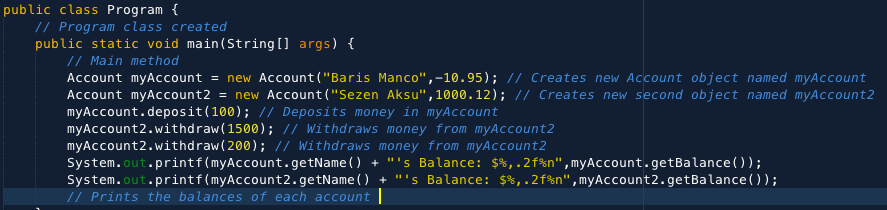 public class Program {
// Program class created
public static void main(String[] args) {
// Main method
Account myAccount = new Account("Baris Manco",-10.95); // Creates new Account object named myAccount
Account myAccount2 = new Account("Sezen Aksu",1000.12); // Creates new second object named myAccount2
myAccount.deposit(100); // Deposits money in myAccount
myAccount2.withdraw(1500); // Withdraws money from myAccount2
myAccount2.withdraw(200); // Withdraws money from myAccount2
System.out.printf(myAccount.getName() + "'s Balance: $%,.2f%n",myAccount.getBalance());
System.out.printf(myAccount2.getName() + "'s Balance: $%,.2f%n",myAccount2.getBalance());
// Prints the balances of each account
}